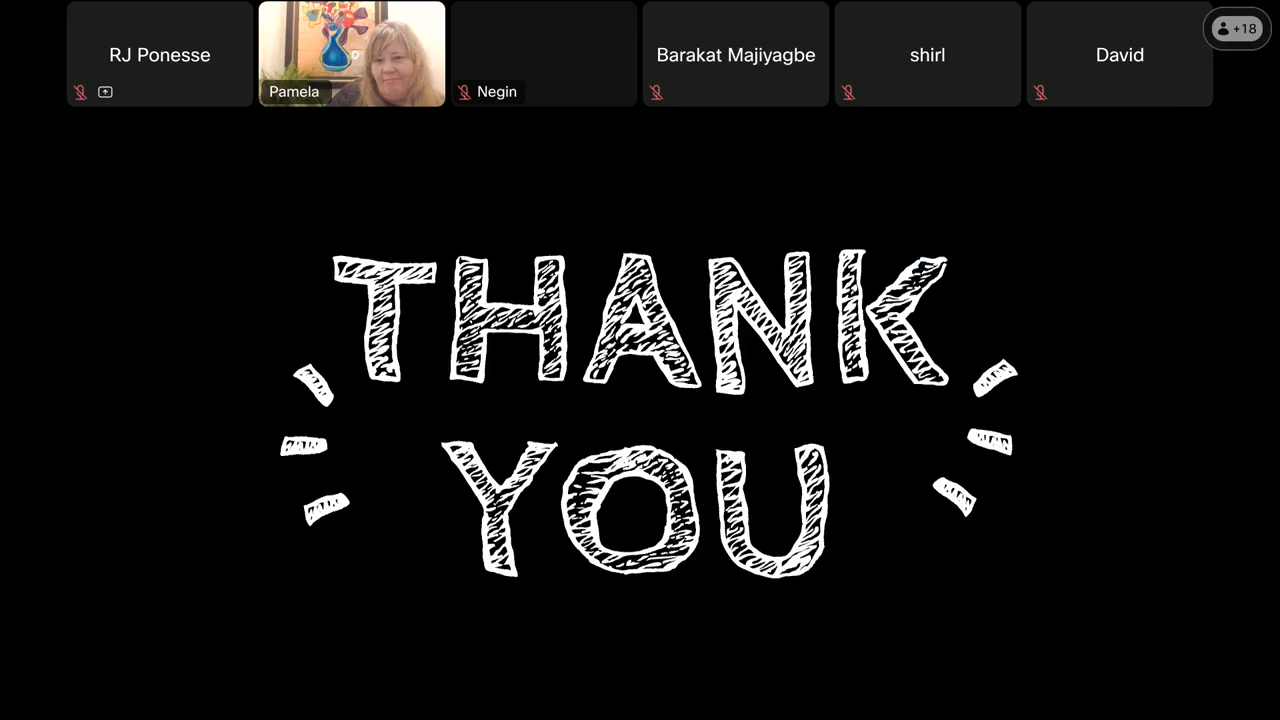 RJ Ponesse
Pamela
Negin
Barakat Majiyagbe
shirl
David
+18
THANK
YOU